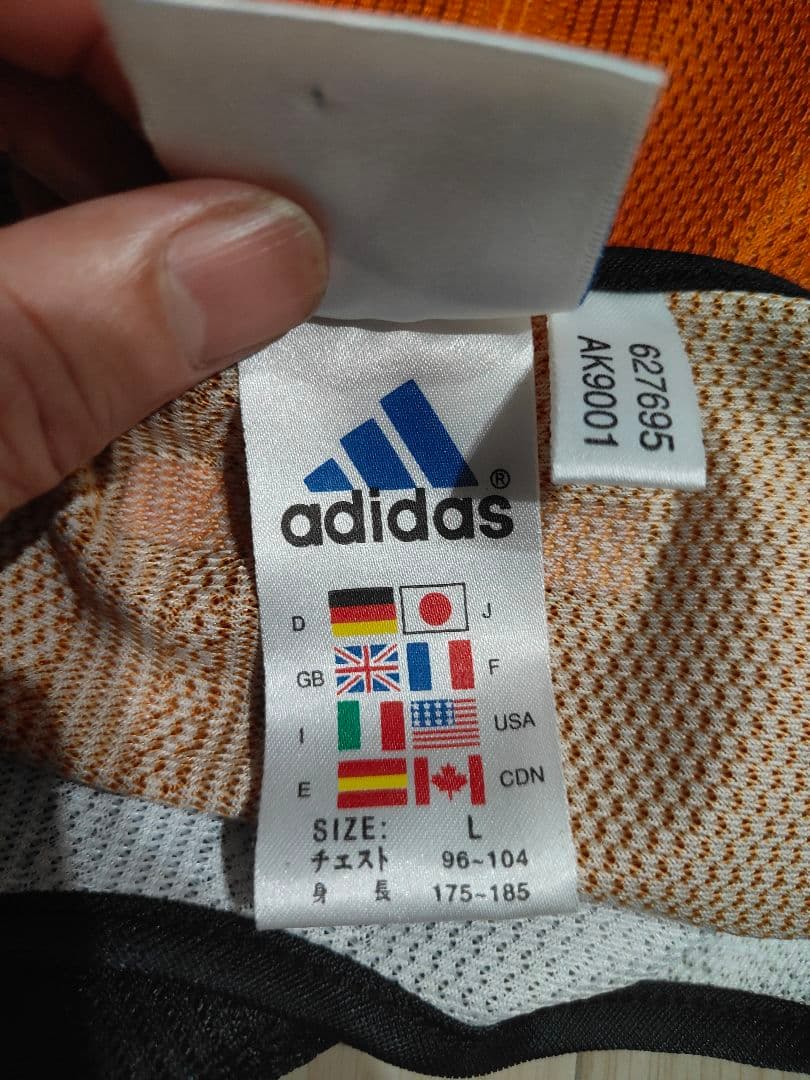 627695
AK9001
adidas®
D J
GB F
I USA
E CDN
SIZE: L
チェスト 96~104
身長 175~185